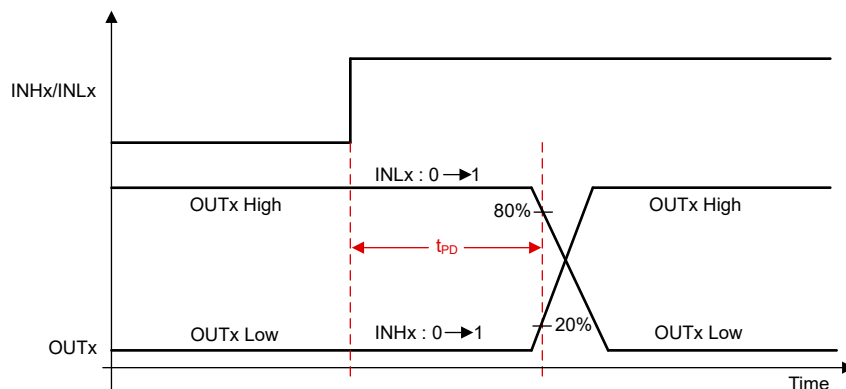 INHx/INLx
INLx : 0 → 1
OUTx High
80%
OUTx High
tPD
OUTx Low
INHx : 0 → 1
20%
OUTx Low
OUTx
Time